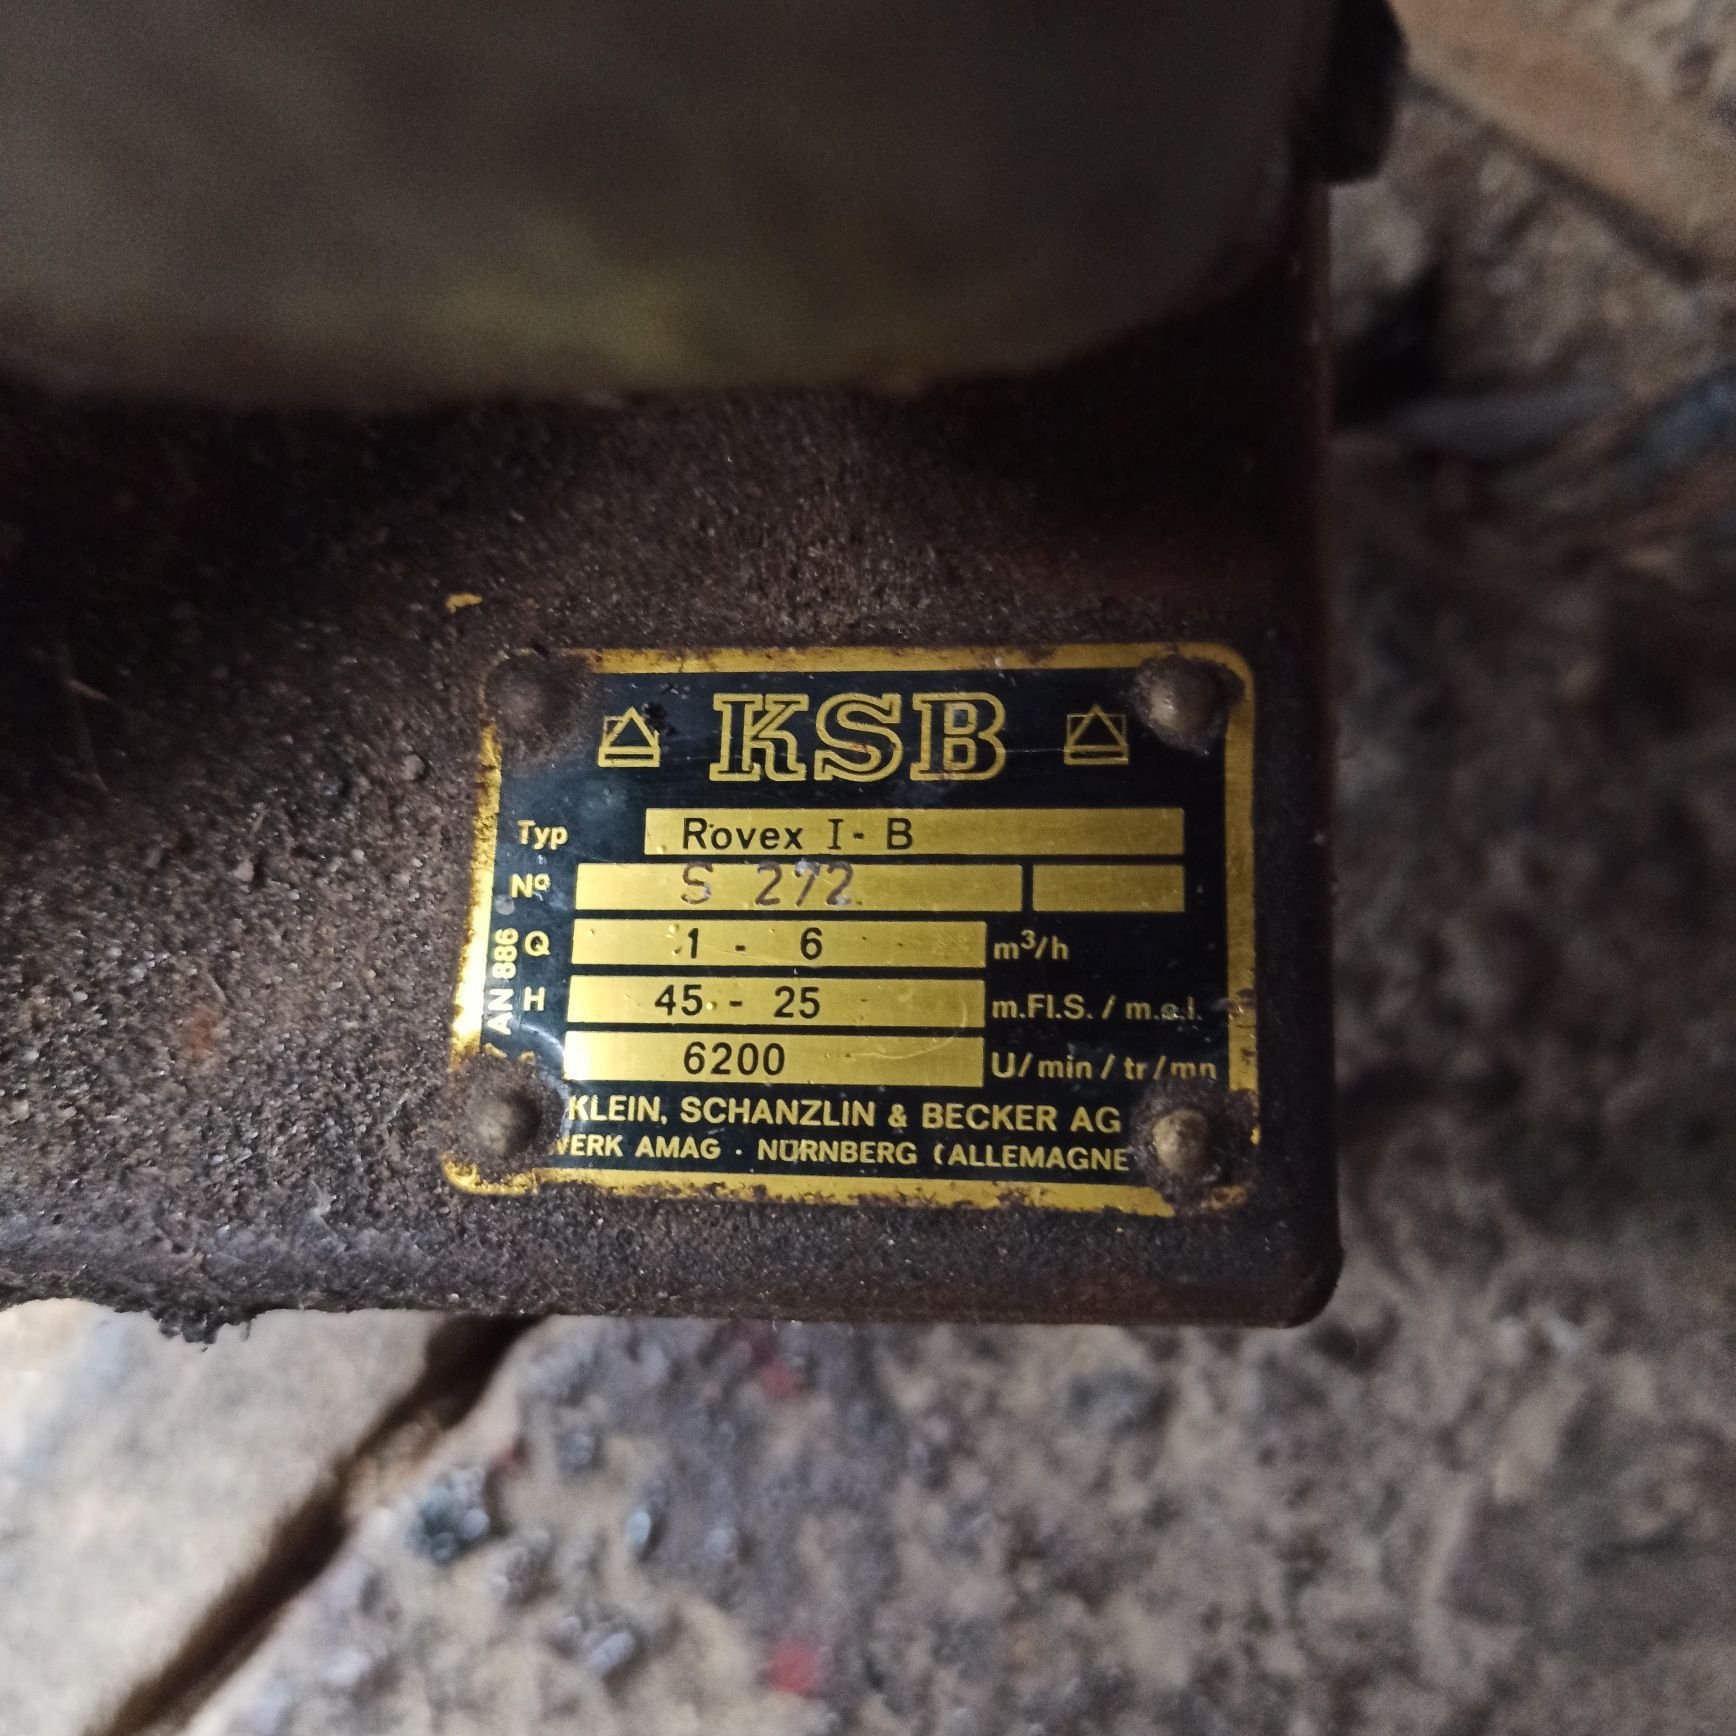 KSB
Typ Rovex I - B
Nº S 272
Q 1 - 6 m³/h
H 45 - 25 m.Fl.S. / m.c.l.
6200 U/min / tr/mn
KLEIN, SCHANZLIN & BECKER AG
WERK AMAG · NÜRNBERG (ALLEMAGNE
AN 886